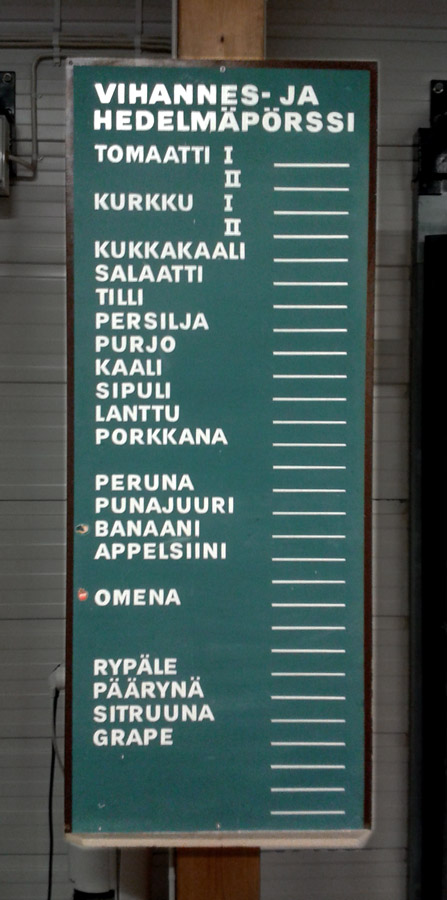 VIHANNES- JA
HEDELMÄPÖRSSI
TOMAATTI I
II
KURKKU I
II
KUKKAKAALI
SALAATTI
TILLI
PERSILJA
PURJO
KAALI
SIPULI
LANTTU
PORKKANA
PERUNA
PUNAJUURI
BANAANI
APPELSIINI
OMENA
RYPÄLE
PÄÄRYNÄ
SITRUUNA
GRAPE